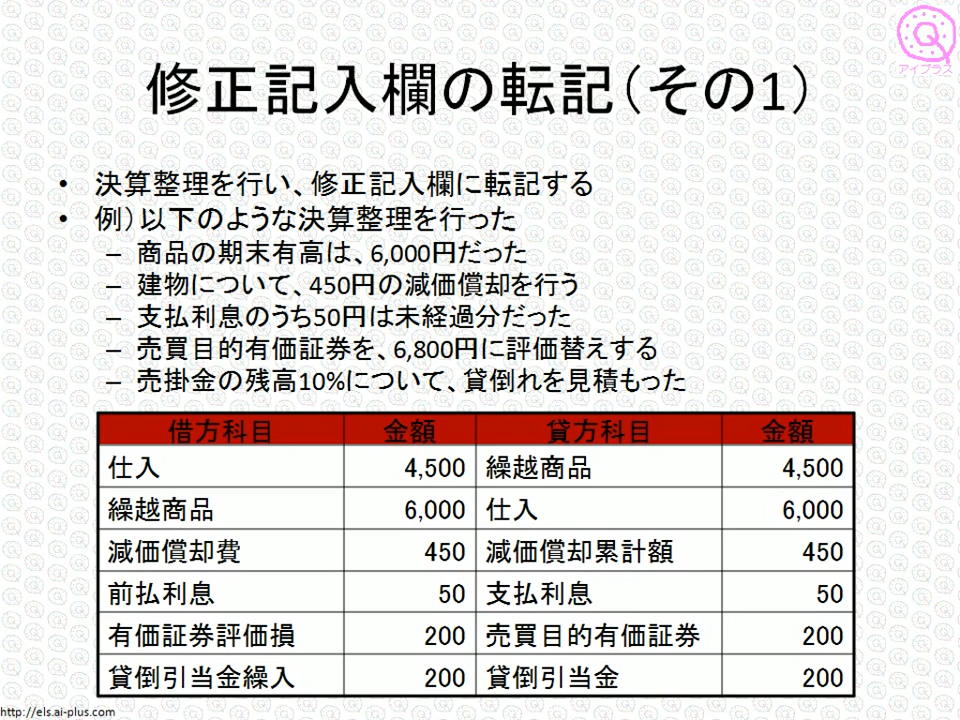 Q
アイプラス
修正記入欄の転記(その1)
• 決算整理を行い、修正記入欄に転記する
• 例)以下のような決算整理を行った
– 商品の期末有高は、6,000円だった
– 建物について、450円の減価償却を行う
– 支払利息のうち50円は未経過分だった
– 売買目的有価証券を、6,800円に評価替えする
– 売掛金の残高10%について、貸倒れを見積もった
借方科目 金額 貸方科目 金額
仕入 4,500 繰越商品 4,500
繰越商品 6,000 仕入 6,000
減価償却費 450 減価償却累計額 450
前払利息 50 支払利息 50
有価証券評価損 200 売買目的有価証券 200
貸倒引当金繰入 200 貸倒引当金 200
http://els.ai-plus.com